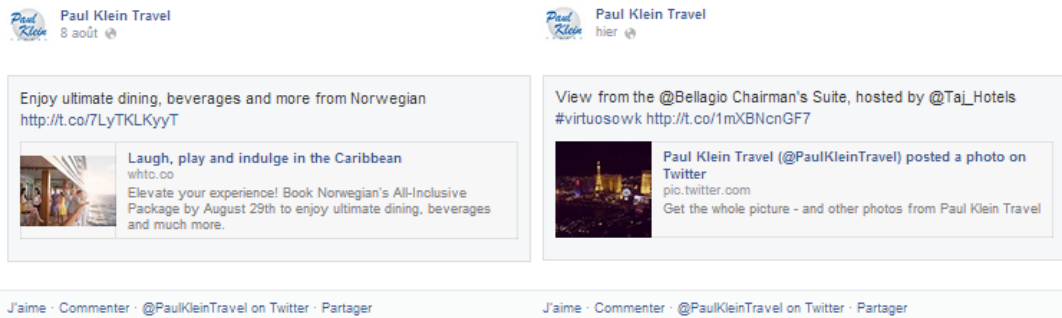 Paul Klein
Paul Klein Travel
8 août
Enjoy ultimate dining, beverages and more from Norwegian
http://t.co/7LyTKLKyyT
Laugh, play and indulge in the Caribbean
whtc.co
Elevate your experience! Book Norwegian's All-Inclusive
Package by August 29th to enjoy ultimate dining, beverages
and much more.
J'aime · Commenter · @PaulKleinTravel on Twitter · Partager
Paul Klein
Paul Klein Travel
hier
View from the @Bellagio Chairman's Suite, hosted by @Taj_Hotels
#virtuosowk http://t.co/1mXBNcnGF7
Paul Klein Travel (@PaulKleinTravel) posted a photo on
Twitter
pic.twitter.com
Get the whole picture - and other photos from Paul Klein Travel
J'aime · Commenter · @PaulKleinTravel on Twitter · Partager